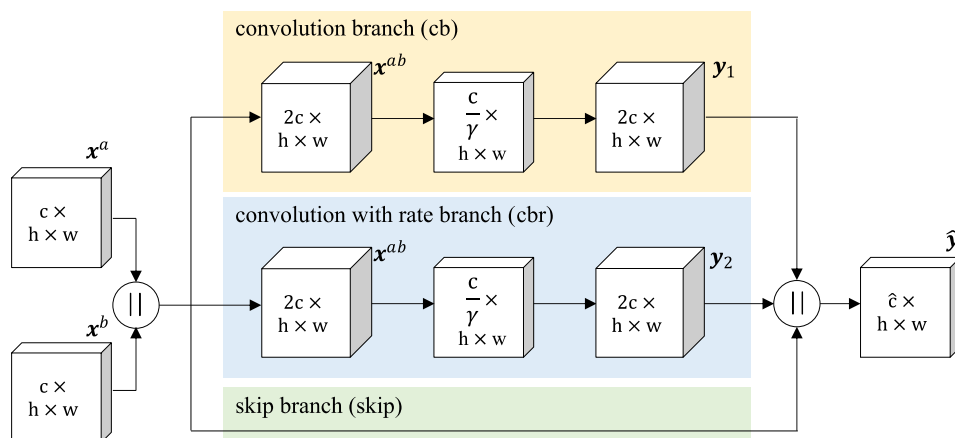 convolution branch (cb)
x^{ab}
y_1
2c ×
h × w
c/γ ×
h × w
2c ×
h × w
x^a
c ×
h × w
convolution with rate branch (cbr)
x^{ab}
y_2
2c ×
h × w
c/γ ×
h × w
2c ×
h × w
||
||
ŷ
ĉ ×
h × w
x^b
c ×
h × w
skip branch (skip)